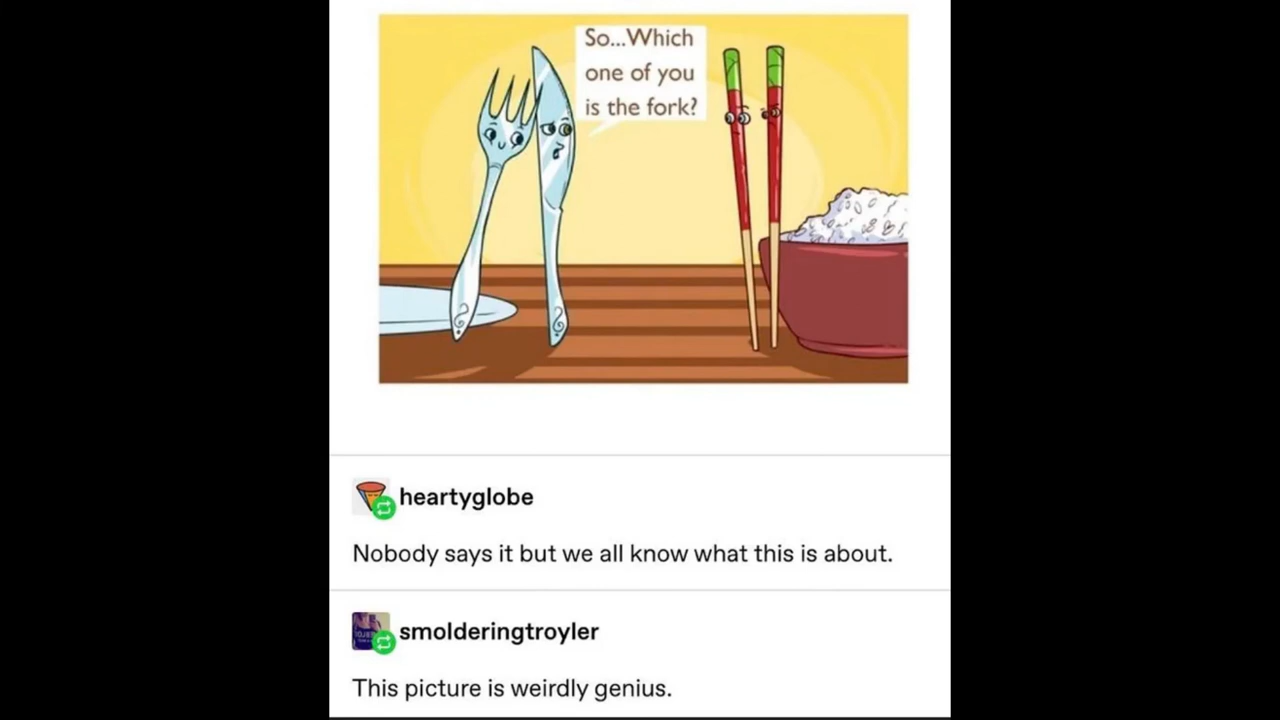 So...Which
one of you
is the fork?
heartyglobe
Nobody says it but we all know what this is about.
smolderingtroyler
This picture is weirdly genius.